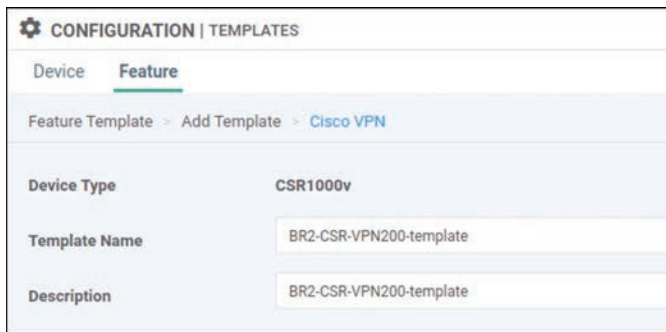 CONFIGURATION | TEMPLATES
Device Feature
Feature Template > Add Template > Cisco VPN
Device Type CSR1000v
Template Name BR2-CSR-VPN200-template
Description BR2-CSR-VPN200-template